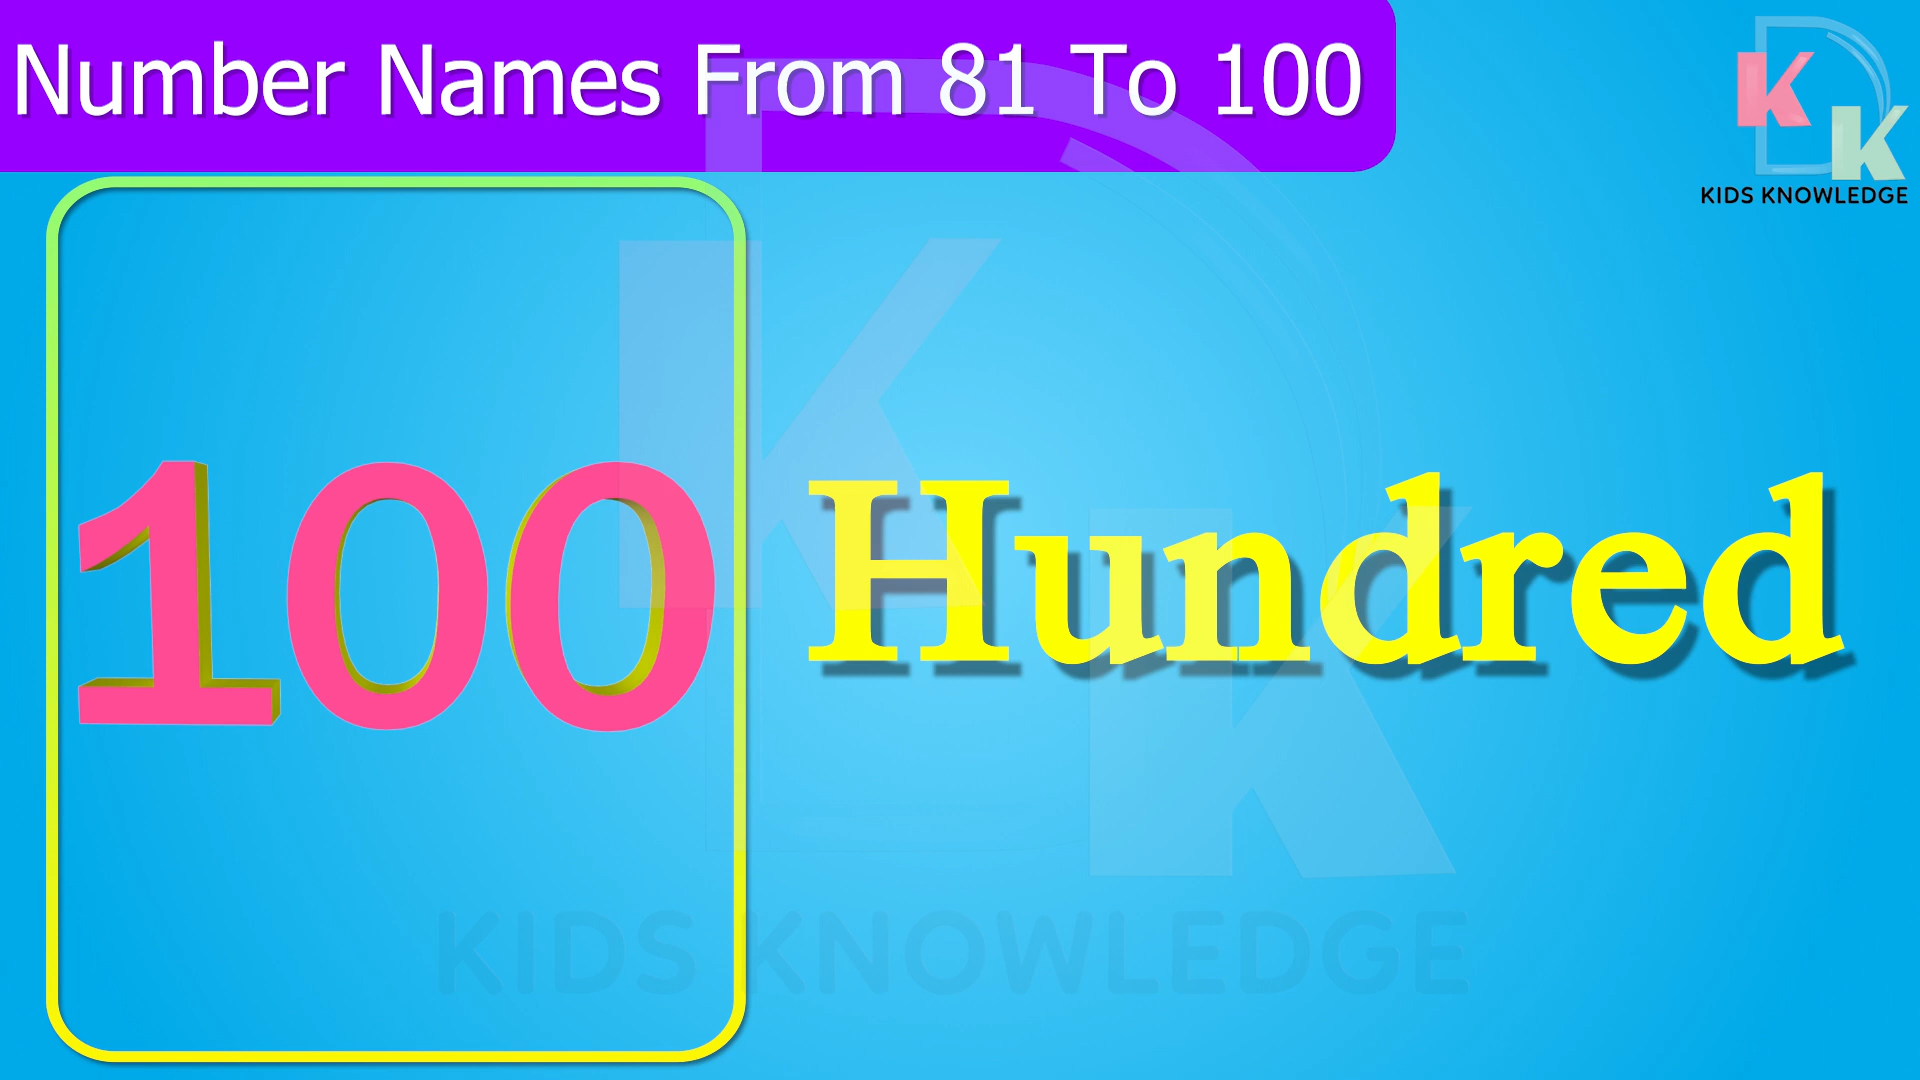 Number Names From 81 To 100
K
K
KIDS KNOWLEDGE
100 Hundred
KIDS KNOWLEDGE